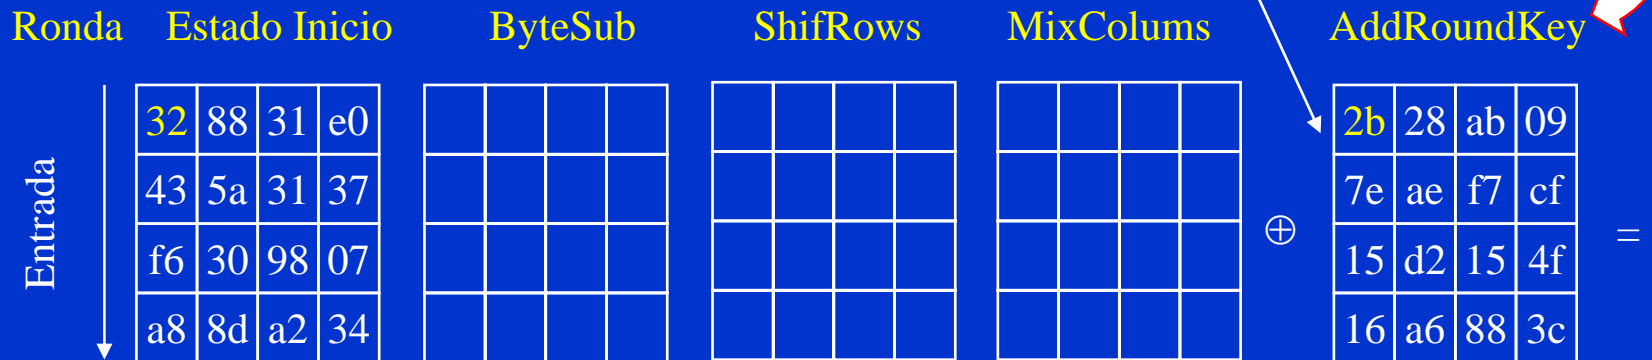 Ronda Estado Inicio ByteSub ShifRows MixColums AddRoundKey
Entrada
32 88 31 e0 2b 28 ab 09
43 5a 31 37 7e ae f7 cf
⊕ =
f6 30 98 07 15 d2 15 4f
a8 8d a2 34 16 a6 88 3c